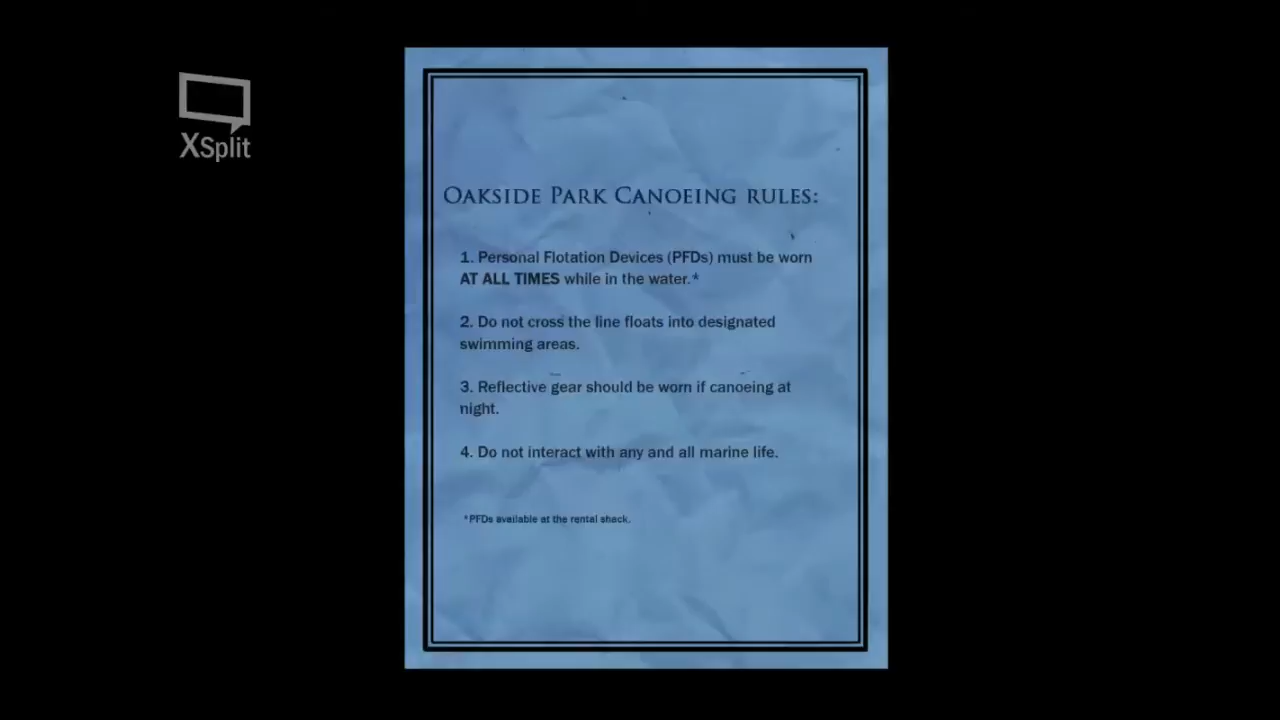 XSplit
OAKSIDE PARK CANOEING RULES:
1. Personal Flotation Devices (PFDs) must be worn
AT ALL TIMES while in the water.*
2. Do not cross the line floats into designated
swimming areas.
3. Reflective gear should be worn if canoeing at
night.
4. Do not interact with any and all marine life.
*PFDs available at the rental shack.